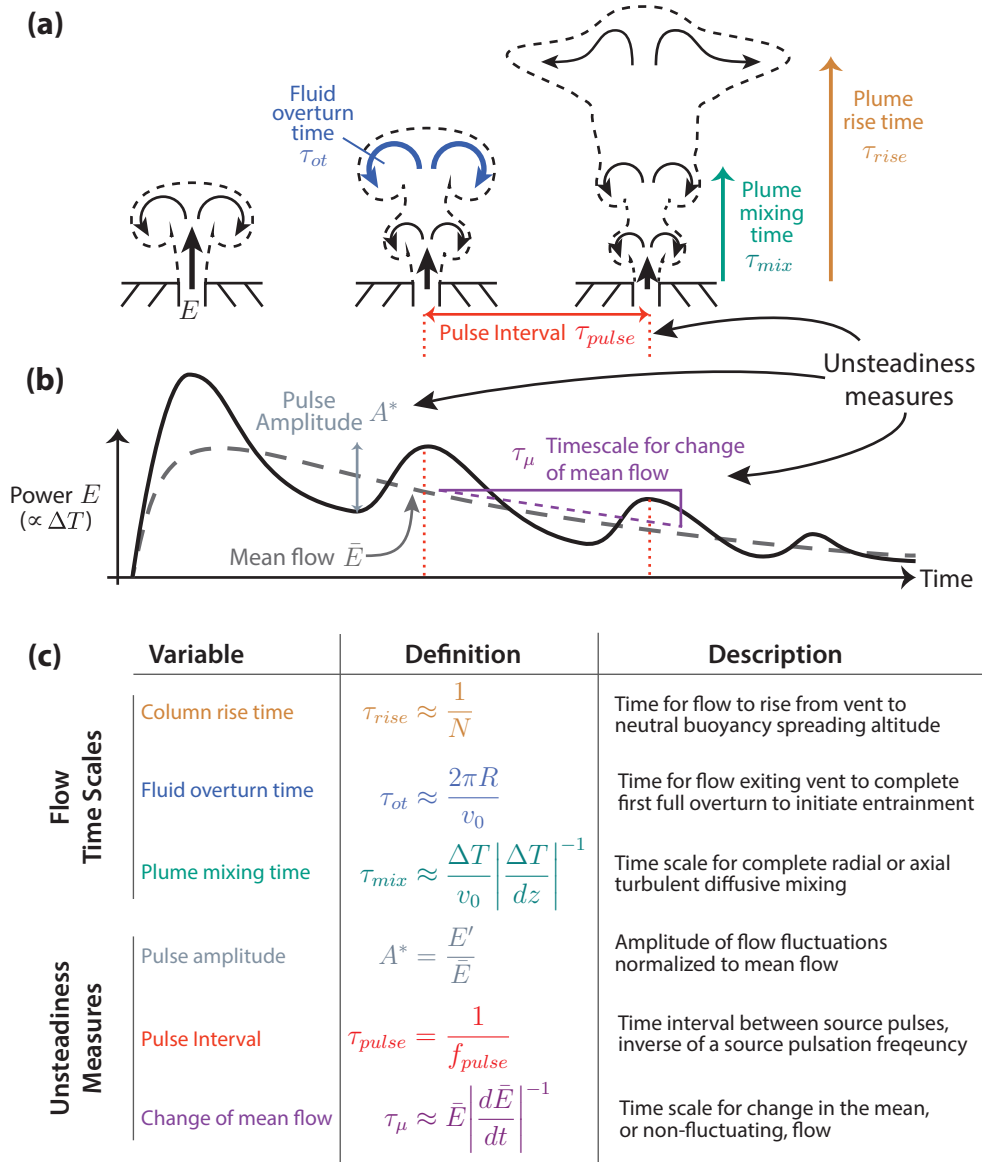 (a)
Fluid
overturn
time
τ_ot
Plume
rise time
τ_rise
Plume
mixing
time
τ_mix
E
Pulse Interval τ_pulse
Unsteadiness
measures
(b)
Pulse
Amplitude A*
τ_μ Timescale for change
of mean flow
Power E
(∝ ΔT)
Mean flow Ē
Time
(c)
Variable Definition Description
Flow
Time Scales
Column rise time τ_rise ≈ 1/N Time for flow to rise from vent to
neutral buoyancy spreading altitude
Fluid overturn time τ_ot ≈ 2πR/v_0 Time for flow exiting vent to complete
first full overturn to initiate entrainment
Plume mixing time τ_mix ≈ ΔT/v_0 |ΔT/dz|^-1 Time scale for complete radial or axial
turbulent diffusive mixing
Unsteadiness
Measures
Pulse amplitude A* = E′/Ē Amplitude of flow fluctuations
normalized to mean flow
Pulse Interval τ_pulse = 1/f_pulse Time interval between source pulses,
inverse of a source pulsation freqeuncy
Change of mean flow τ_μ ≈ Ē |dĒ/dt|^-1 Time scale for change in the mean,
or non-fluctuating, flow